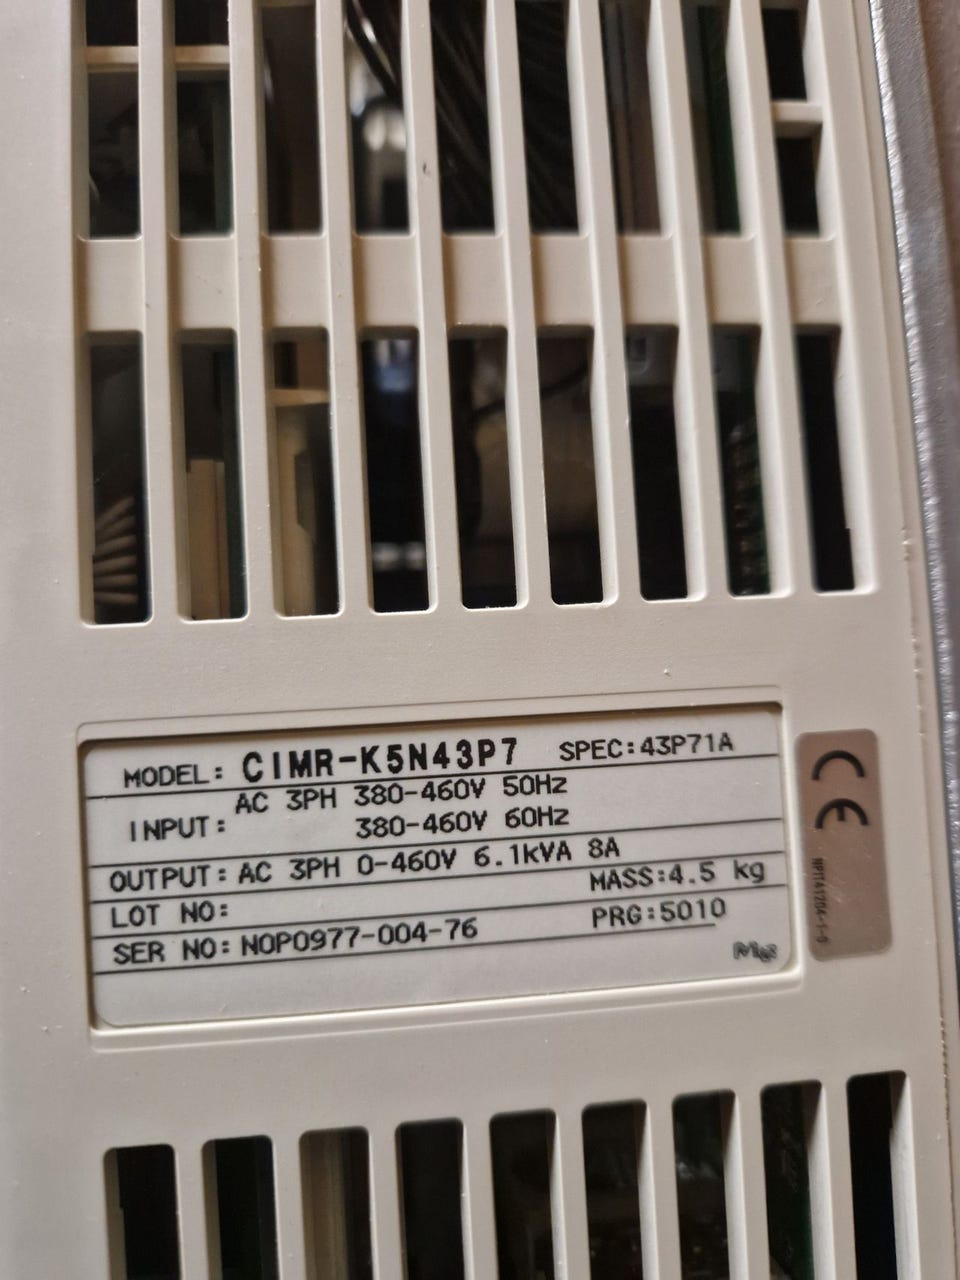 MODEL: CIMR-K5N43P7 SPEC:43P71A
INPUT: AC 3PH 380-460V 50Hz
380-460V 60Hz
OUTPUT: AC 3PH 0-460V 6.1kVA 8A
MASS:4.5 kg
LOT NO:
SER NO: NOP0977-004-76 PRG:5010
CE